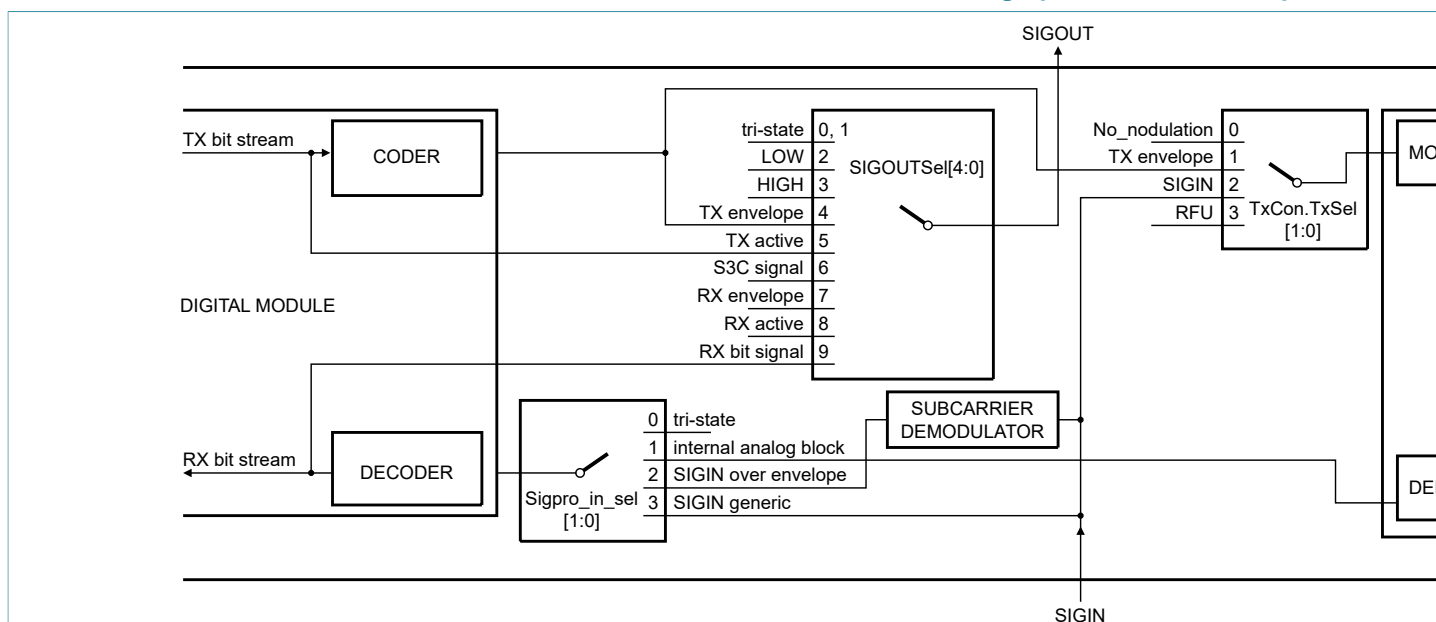 SIGOUT
TX bit stream
CODER
tri-state 0, 1
LOW 2
HIGH 3
TX envelope 4
TX active 5
S3C signal 6
RX envelope 7
RX active 8
RX bit signal 9
SIGOUTSel[4:0]
No_nodulation 0
TX envelope 1
SIGIN 2
RFU 3
TxCon.TxSel
[1:0]
MO
DIGITAL MODULE
RX bit stream
DECODER
Sigpro_in_sel
[1:0]
0 tri-state
1 internal analog block
2 SIGIN over envelope
3 SIGIN generic
SUBCARRIER
DEMODULATOR
SIGIN